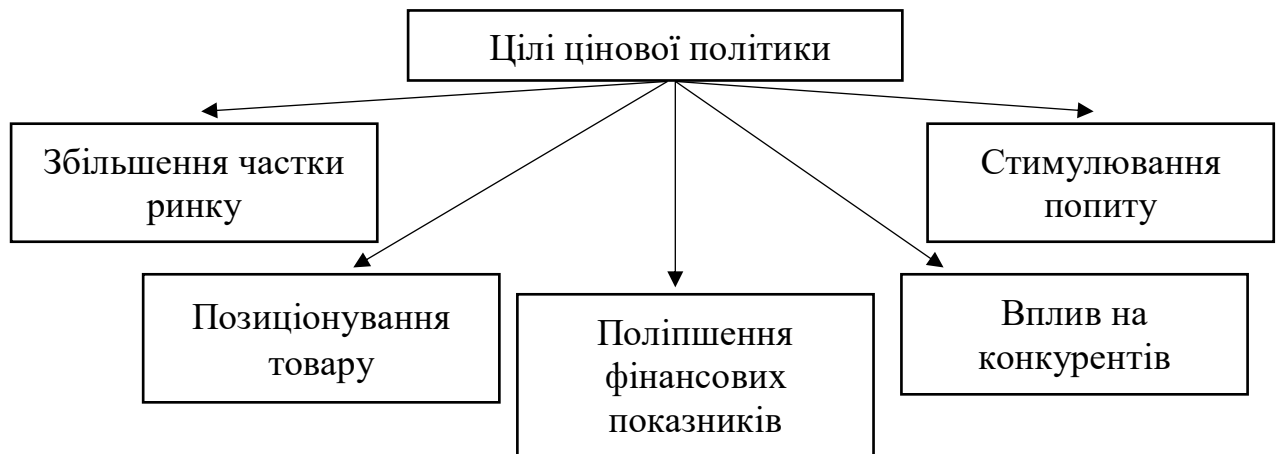 Цілі цінової політики
Збільшення частки
ринку
Стимулювання
попиту
Позиціонування
товару
Поліпшення
фінансових
показників
Вплив на
конкурентів